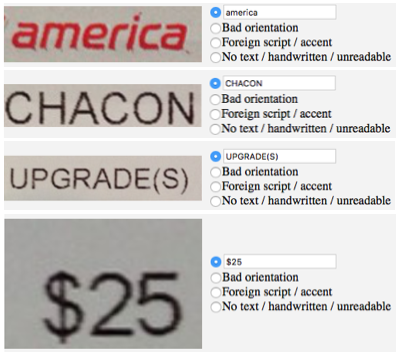 america
america
Bad orientation
Foreign script / accent
No text / handwritten / unreadable
CHACON
CHACON
Bad orientation
Foreign script / accent
No text / handwritten / unreadable
UPGRADE(S)
UPGRADE(S)
Bad orientation
Foreign script / accent
No text / handwritten / unreadable
$25
$25
Bad orientation
Foreign script / accent
No text / handwritten / unreadable